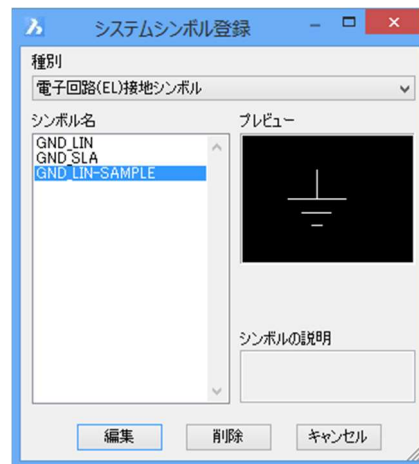 システムシンボル登録
種別
電子回路(EL)接地シンボル
シンボル名
プレビュー
GND_LIN
GND_SLA
GND_LIN-SAMPLE
シンボルの説明
編集
削除
キャンセル